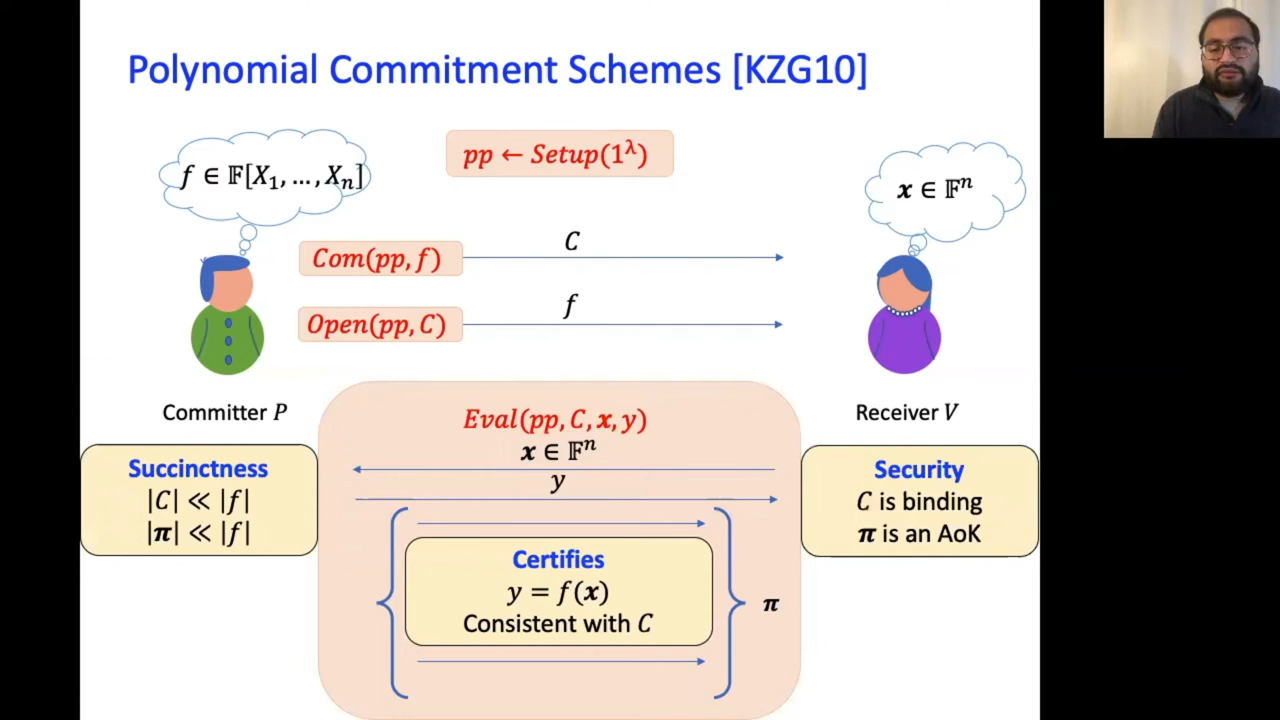 Polynomial Commitment Schemes [KZG10]
f ∈ 𝔽[X₁, …, Xₙ]
pp ← Setup(1^λ)
x ∈ 𝔽ⁿ
Com(pp, f)
C
Open(pp, C)
f
Committer P
Receiver V
Eval(pp, C, x, y)
x ∈ 𝔽ⁿ
y
Succinctness
|C| ≪ |f|
|π| ≪ |f|
Certifies
y = f(x)
Consistent with C
π
Security
C is binding
π is an AoK